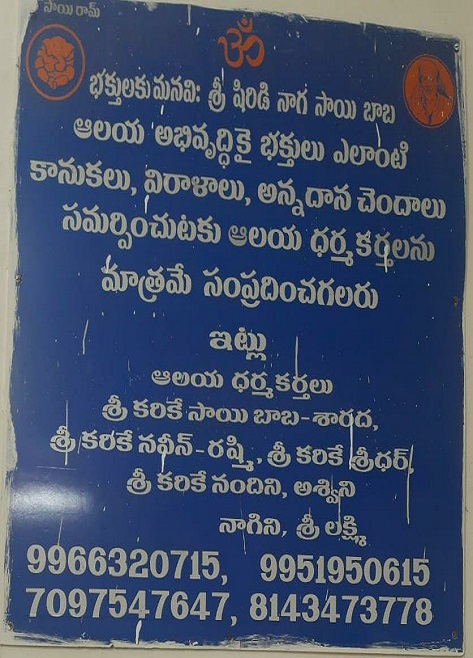 సాయి రామ్
ॐ
భక్తులకు మనవి: శ్రీ షిరిడి నాగ సాయి బాబ
ఆలయ అభివృద్ధికై భక్తులు ఎలాంటి
కానుకలు, విరాళాలు, అన్నదాన చెందాలు
సమర్పించుటకు ఆలయ ధర్మకర్తలను
మాత్రమే సంప్రదించగలరు
ఇట్లు
ఆలయ ధర్మకర్తలు
శ్రీ కరికే సాయి బాబ-శారద,
శ్రీ కరికే నవీన్-రష్మి, శ్రీ కరికే శ్రీధర్,
శ్రీ కరికే నందిని, అశ్విని
నాగిని, శ్రీ లక్ష్మి
9966320715, 9951950615
7097547647, 8143473778